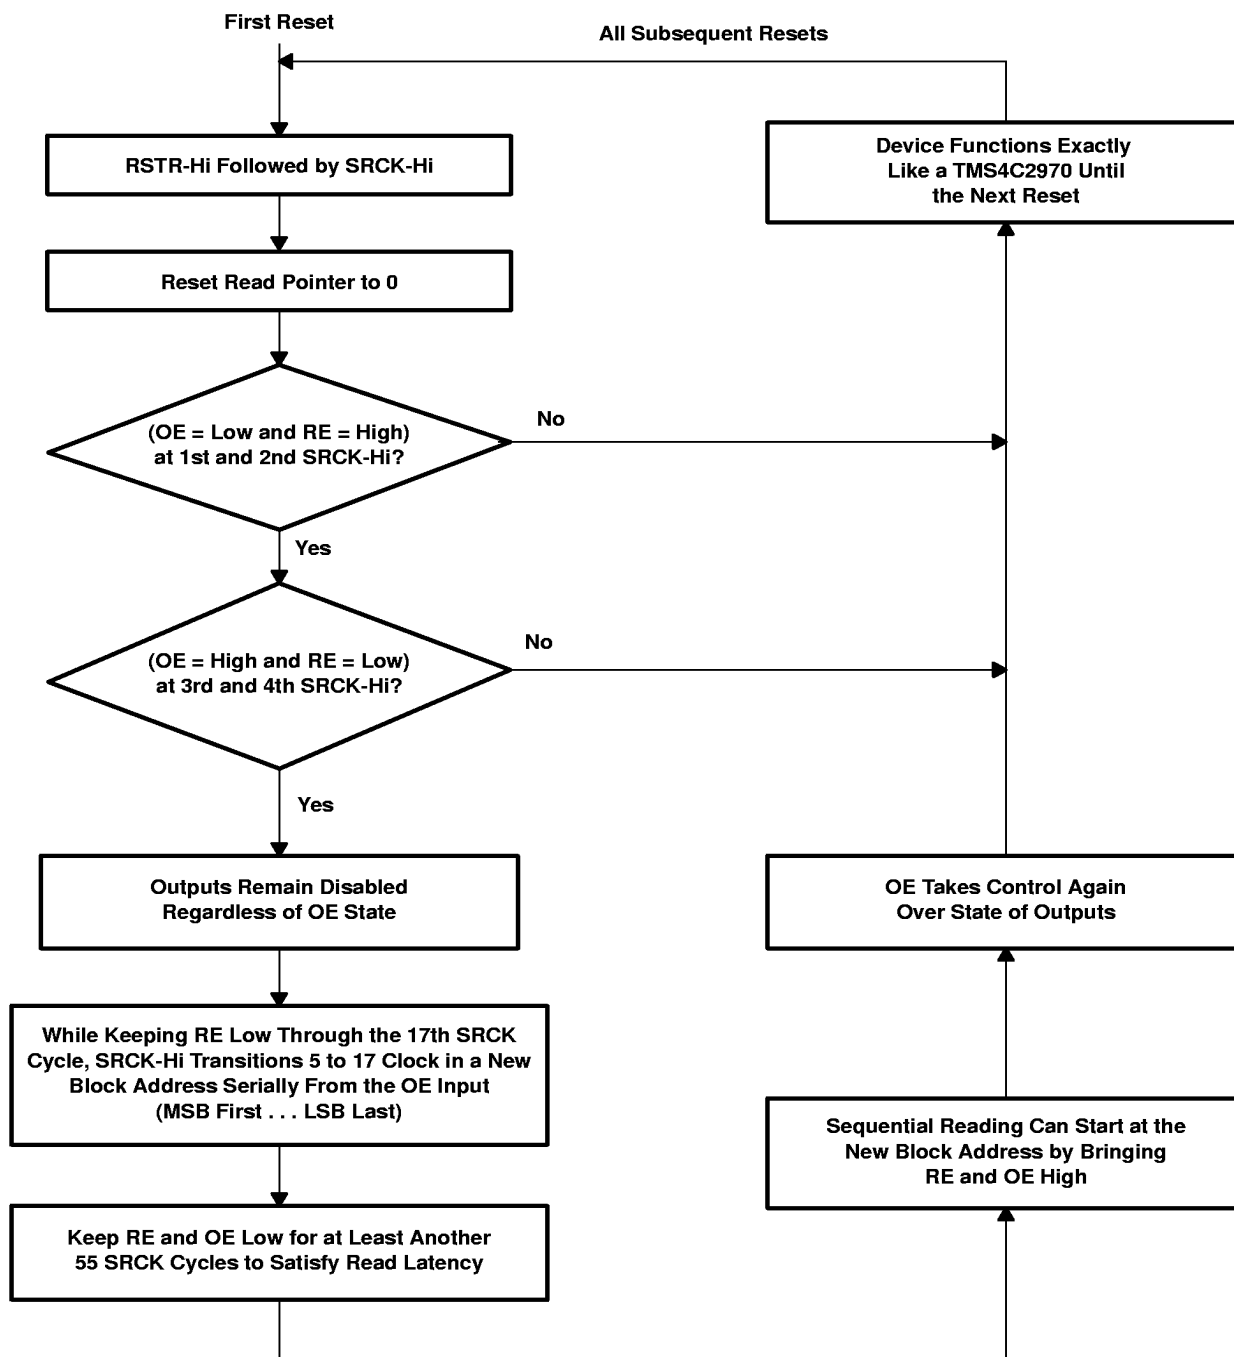 First Reset
All Subsequent Resets
RSTR-Hi Followed by SRCK-Hi
Device Functions Exactly
Like a TMS4C2970 Until
the Next Reset
Reset Read Pointer to 0
(OE = Low and RE = High)
at 1st and 2nd SRCK-Hi?
No
Yes
(OE = High and RE = Low)
at 3rd and 4th SRCK-Hi?
No
Yes
Outputs Remain Disabled
Regardless of OE State
OE Takes Control Again
Over State of Outputs
While Keeping RE Low Through the 17th SRCK
Cycle, SRCK-Hi Transitions 5 to 17 Clock in a New
Block Address Serially From the OE Input
(MSB First . . . LSB Last)
Sequential Reading Can Start at the
New Block Address by Bringing
RE and OE High
Keep RE and OE Low for at Least Another
55 SRCK Cycles to Satisfy Read Latency